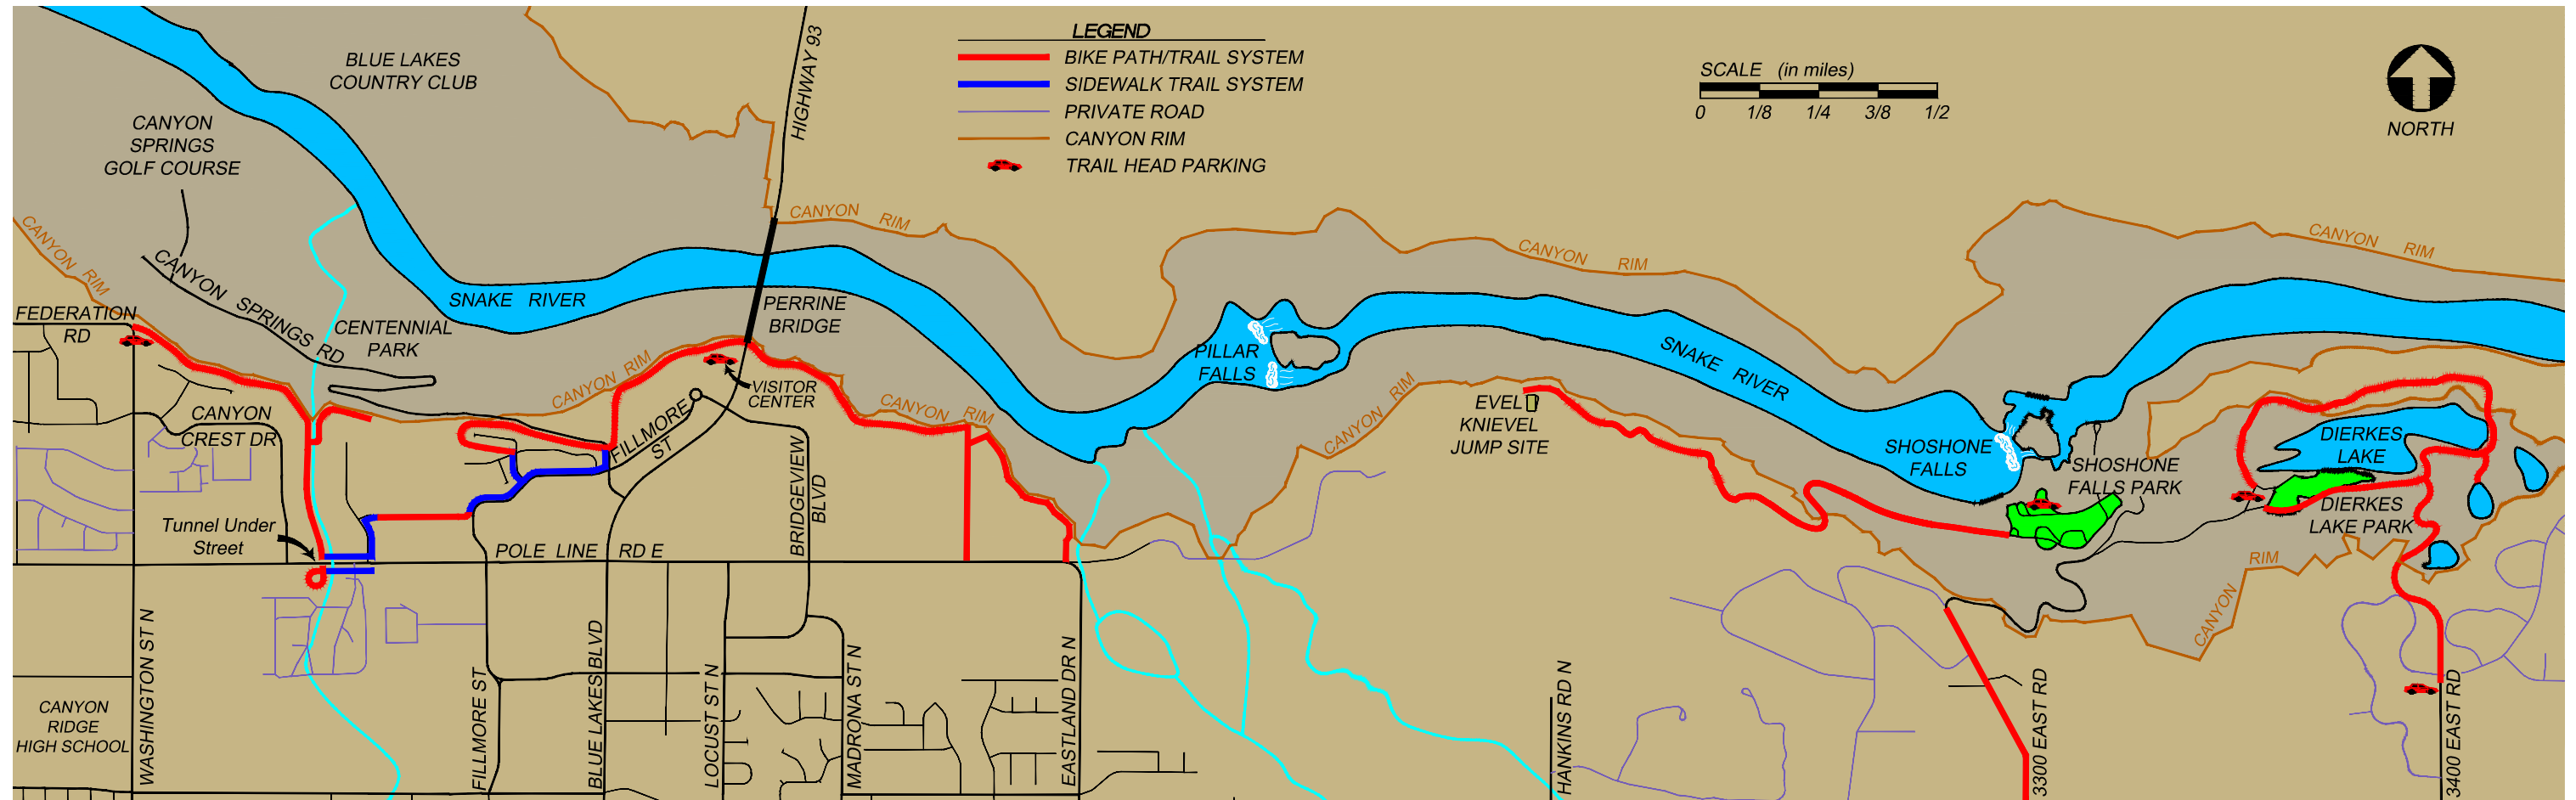 LEGEND
BIKE PATH/TRAIL SYSTEM
SIDEWALK TRAIL SYSTEM
PRIVATE ROAD
CANYON RIM
TRAIL HEAD PARKING
SCALE (in miles)
0 1/8 1/4 3/8 1/2
NORTH
BLUE LAKES
COUNTRY CLUB
HIGHWAY 93
CANYON
SPRINGS
GOLF COURSE
CANYON RIM
CANYON RIM
CANYON RIM
CANYON RIM
CANYON SPRINGS RD
FEDERATION
RD
CENTENNIAL
PARK
SNAKE RIVER
PERRINE
BRIDGE
CANYON RIM
VISITOR
CENTER
PILLAR
FALLS
SNAKE RIVER
CANYON RIM
CANYON RIM
EVEL
KNIEVEL
JUMP SITE
CANYON
CREST DR
FILLMORE
ST
BRIDGEVIEW
BLVD
SHOSHONE
FALLS
SHOSHONE
FALLS PARK
DIERKES
LAKE
DIERKES
LAKE PARK
Tunnel Under
Street
POLE LINE RD E
CANYON RIM
CANYON
RIDGE
HIGH SCHOOL
WASHINGTON ST N
FILLMORE ST
BLUE LAKES BLVD
LOCUST ST N
MADRONA ST N
EASTLAND DR N
HANKINS RD N
3300 EAST RD
3400 EAST RD